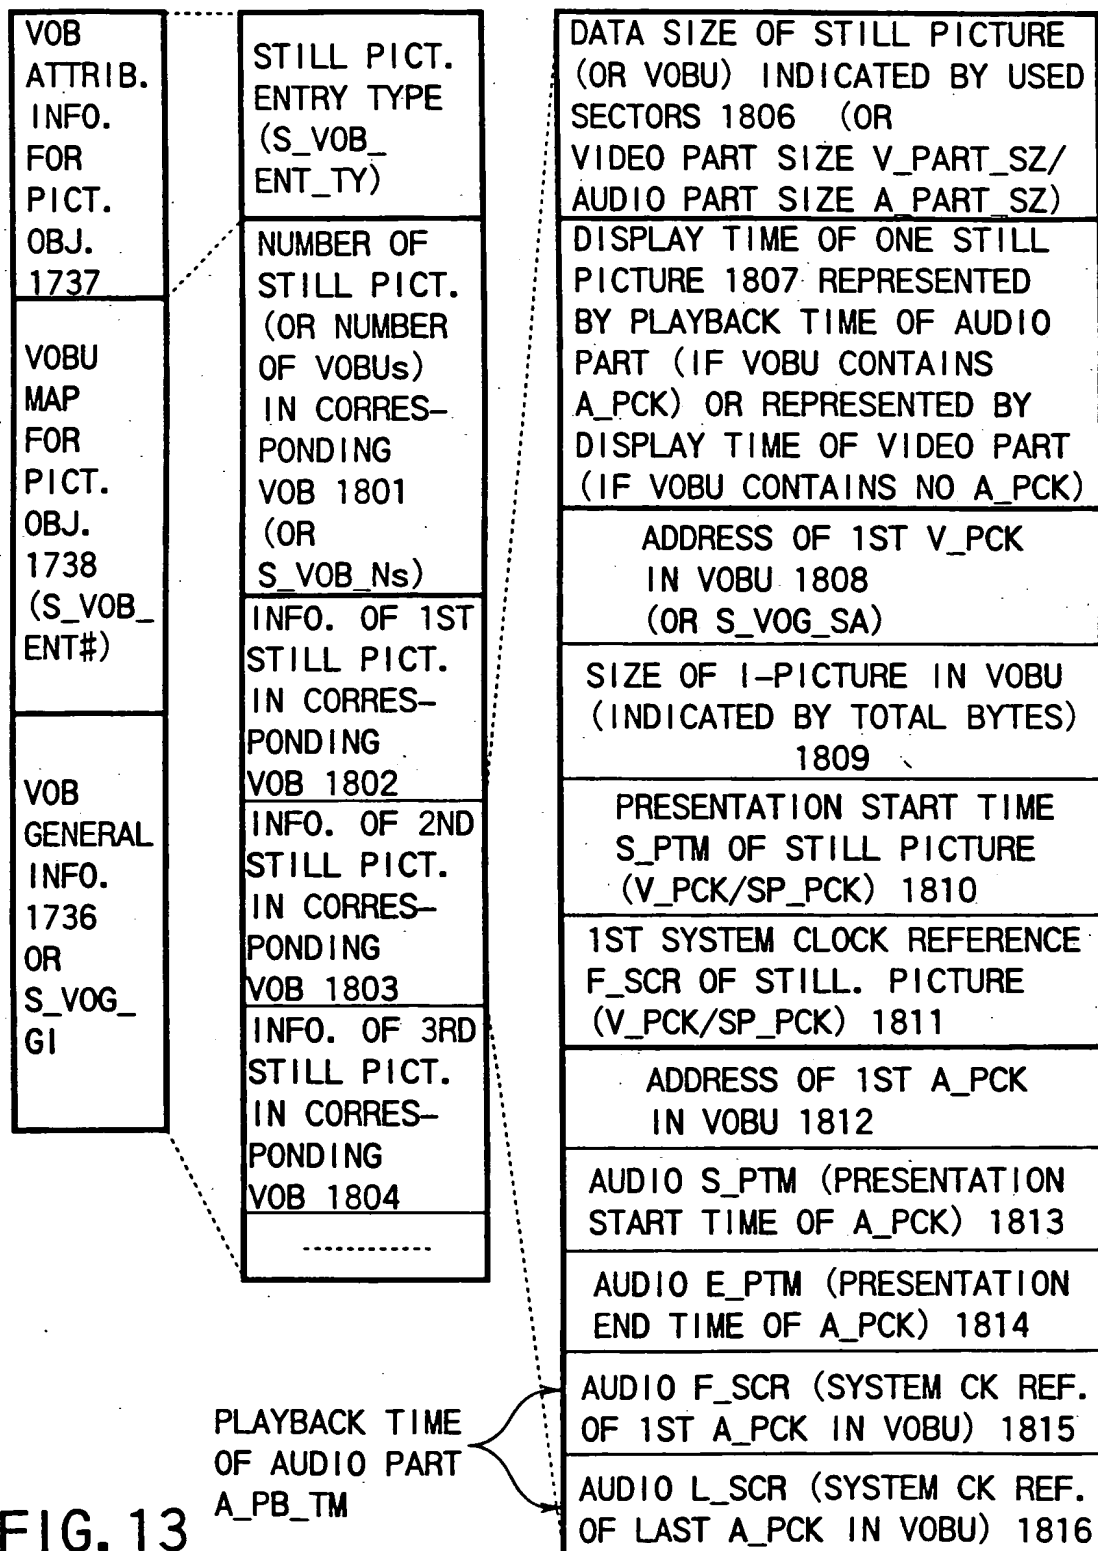 VOB
ATTRIB.
INFO.
FOR
PICT.
OBJ.
1737
VOBU
MAP
FOR
PICT.
OBJ.
1738
(S_VOB_
ENT#)
VOB
GENERAL
INFO.
1736
OR
S_VOG_
GI
STILL PICT.
ENTRY TYPE
(S_VOB_
ENT_TY)
NUMBER OF
STILL PICT.
(OR NUMBER
OF VOBUs)
IN CORRES-
PONDING
VOB 1801
(OR
S_VOB_Ns)
INFO. OF 1ST
STILL PICT.
IN CORRES-
PONDING
VOB 1802
INFO. OF 2ND
STILL PICT.
IN CORRES-
PONDING
VOB 1803
INFO. OF 3RD
STILL PICT.
IN CORRES-
PONDING
VOB 1804
DATA SIZE OF STILL PICTURE
(OR VOBU) INDICATED BY USED
SECTORS 1806 (OR
VIDEO PART SIZE V_PART_SZ/
AUDIO PART SIZE A_PART_SZ)
DISPLAY TIME OF ONE STILL
PICTURE 1807 REPRESENTED
BY PLAYBACK TIME OF AUDIO
PART (IF VOBU CONTAINS
A_PCK) OR REPRESENTED BY
DISPLAY TIME OF VIDEO PART
(IF VOBU CONTAINS NO A_PCK)
ADDRESS OF 1ST V_PCK
IN VOBU 1808
(OR S_VOG_SA)
SIZE OF I-PICTURE IN VOBU
(INDICATED BY TOTAL BYTES)
1809
PRESENTATION START TIME
S_PTM OF STILL PICTURE
(V_PCK/SP_PCK) 1810
1ST SYSTEM CLOCK REFERENCE
F_SCR OF STILL. PICTURE
(V_PCK/SP_PCK) 1811
ADDRESS OF 1ST A_PCK
IN VOBU 1812
AUDIO S_PTM (PRESENTATION
START TIME OF A_PCK) 1813
AUDIO E_PTM (PRESENTATION
END TIME OF A_PCK) 1814
AUDIO F_SCR (SYSTEM CK REF.
OF 1ST A_PCK IN VOBU) 1815
AUDIO L_SCR (SYSTEM CK REF.
OF LAST A_PCK IN VOBU) 1816
PLAYBACK TIME
OF AUDIO PART
A_PB_TM
FIG. 13